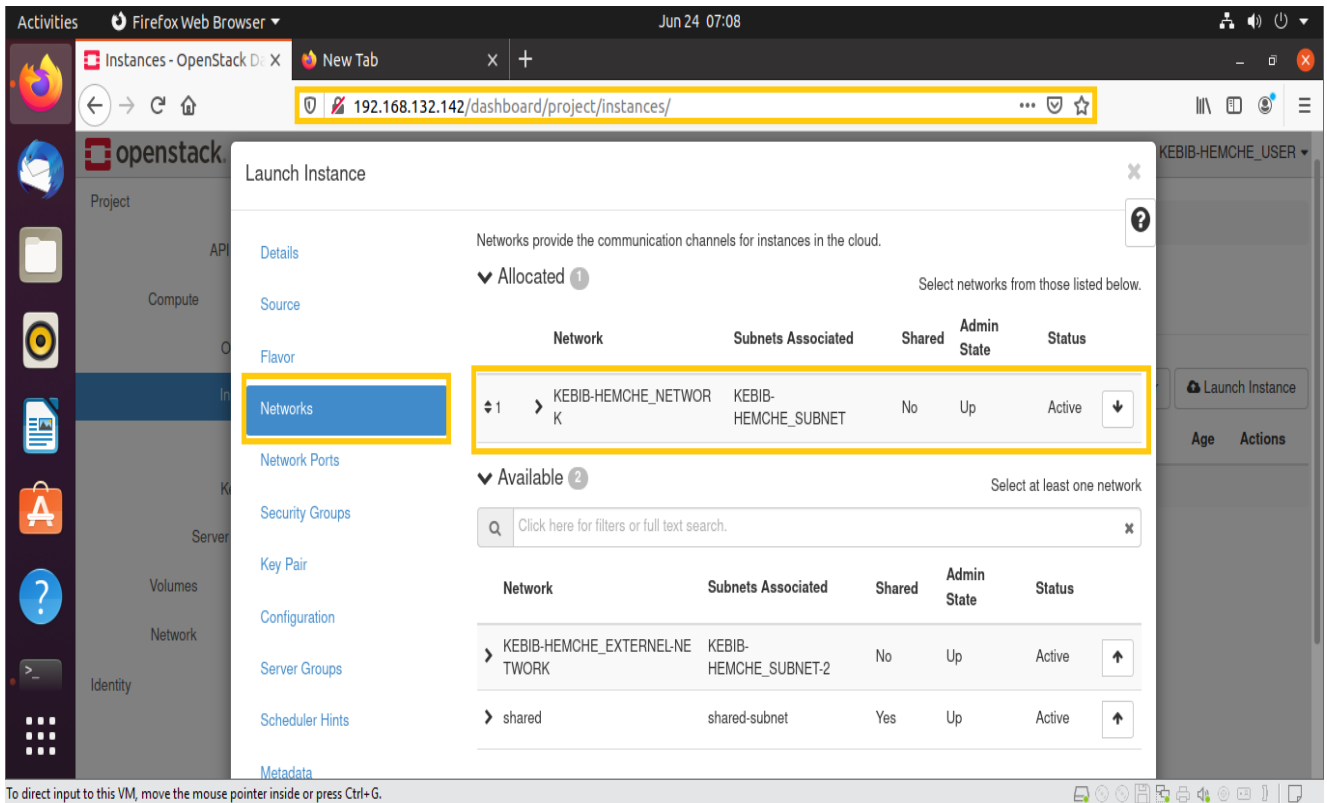 Activities Firefox Web Browser Jun 24 07:08
Instances - OpenStack Da New Tab
192.168.132.142/dashboard/project/instances/
openstack. KEBIB-HEMCHE_USER
Project
API
Compute
O
In
Ke
Server
Volumes
Network
Identity
Launch Instance
Details
Source
Flavor
Networks
Network Ports
Security Groups
Key Pair
Configuration
Server Groups
Scheduler Hints
Metadata
Networks provide the communication channels for instances in the cloud.
Allocated 1
Select networks from those listed below.
Network Subnets Associated Shared Admin State Status
1 KEBIB-HEMCHE_NETWOR KEBIB- No Up Active
K HEMCHE_SUBNET
Available 2
Select at least one network
Click here for filters or full text search.
Network Subnets Associated Shared Admin State Status
KEBIB-HEMCHE_EXTERNEL-NE KEBIB- No Up Active
TWORK HEMCHE_SUBNET-2
shared shared-subnet Yes Up Active
Launch Instance
Age Actions
To direct input to this VM, move the mouse pointer inside or press Ctrl+G.